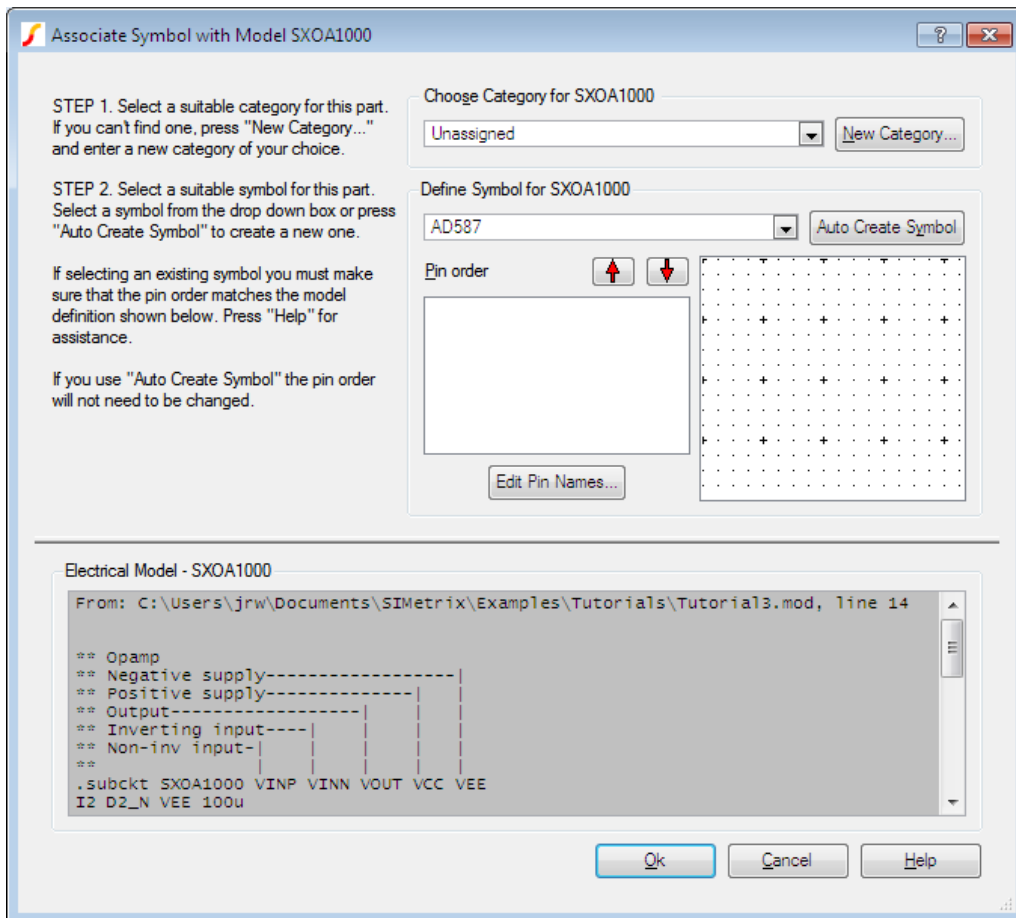 Associate Symbol with Model SXOA1000
STEP 1. Select a suitable category for this part.
If you can't find one, press "New Category..."
and enter a new category of your choice.
STEP 2. Select a suitable symbol for this part.
Select a symbol from the drop down box or press
"Auto Create Symbol" to create a new one.
If selecting an existing symbol you must make
sure that the pin order matches the model
definition shown below. Press "Help" for
assistance.
If you use "Auto Create Symbol" the pin order
will not need to be changed.
Choose Category for SXOA1000
Unassigned
New Category...
Define Symbol for SXOA1000
AD587
Auto Create Symbol
Pin order
Edit Pin Names...
Electrical Model - SXOA1000
From: C:\Users\jrw\Documents\SIMetrix\Examples\Tutorials\Tutorial3.mod, line 14
** Opamp
** Negative supply------------------|
** Positive supply--------------|   |
** Output------------------|    |   |
** Inverting input----|    |    |   |
** Non-inv input-|    |    |    |   |
**               |    |    |    |   |
.subckt SXOA1000 VINP VINN VOUT VCC VEE
I2 D2_N VEE 100u
Ok
Cancel
Help